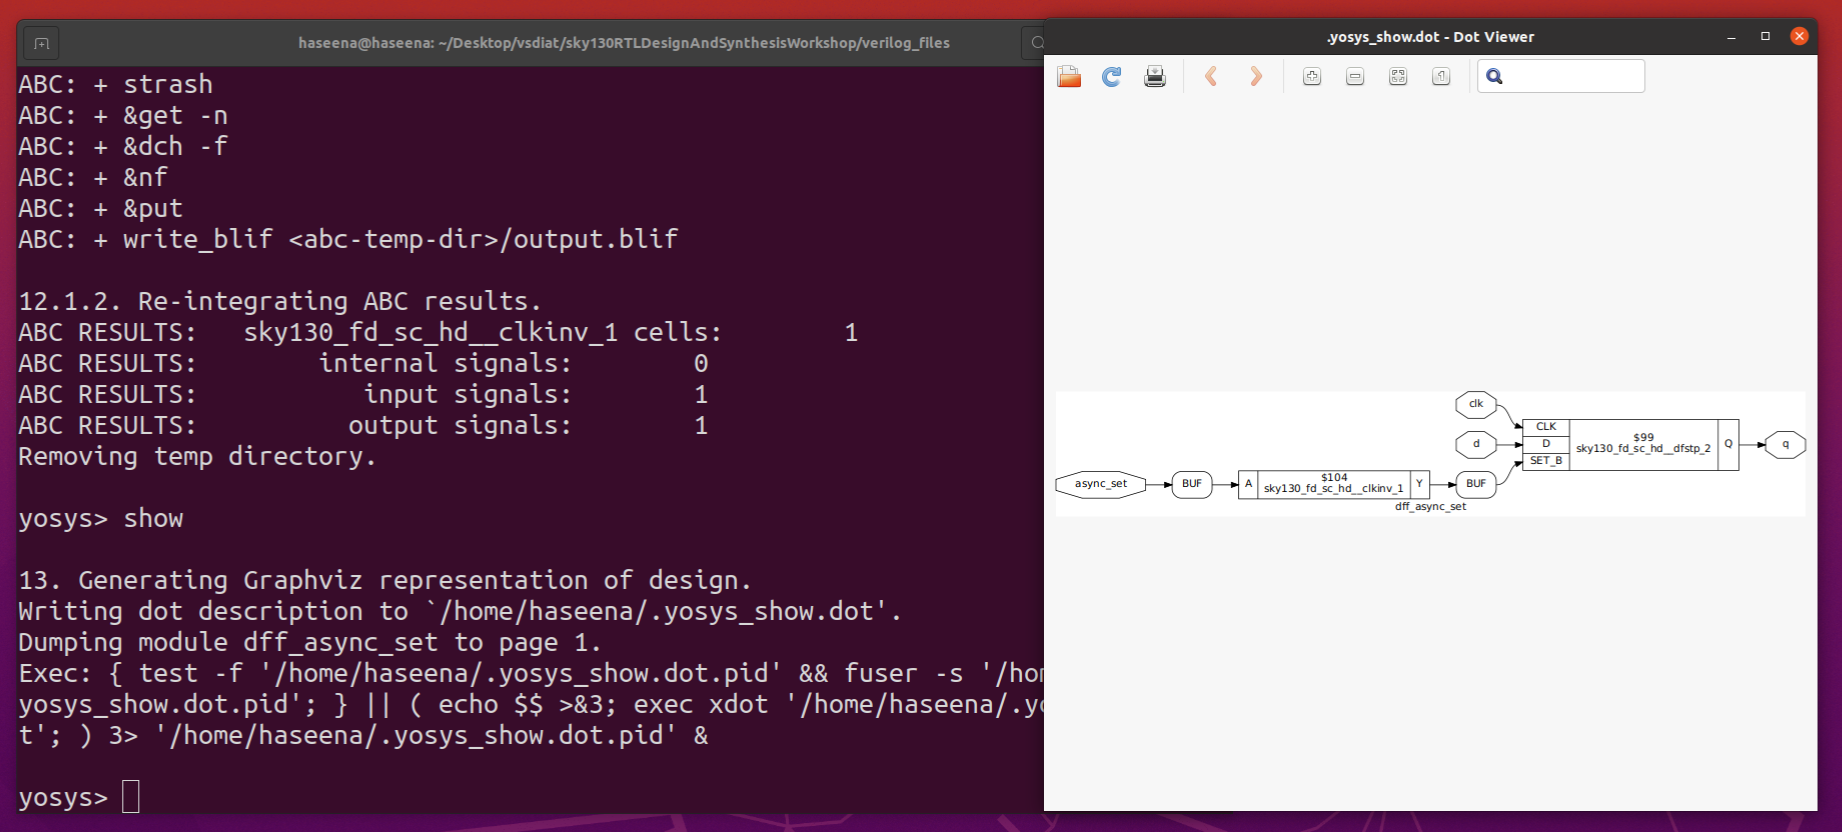 haseena@haseena: ~/Desktop/vsdiat/sky130RTLDesignAndSynthesisWorkshop/verilog_files
ABC: + strash
ABC: + &get -n
ABC: + &dch -f
ABC: + &nf
ABC: + &put
ABC: + write_blif <abc-temp-dir>/output.blif
12.1.2. Re-integrating ABC results.
ABC RESULTS:   sky130_fd_sc_hd__clkinv_1 cells:        1
ABC RESULTS:        internal signals:        0
ABC RESULTS:           input signals:        1
ABC RESULTS:          output signals:        1
Removing temp directory.
yosys> show
13. Generating Graphviz representation of design.
Writing dot description to `/home/haseena/.yosys_show.dot'.
Dumping module dff_async_set to page 1.
Exec: { test -f '/home/haseena/.yosys_show.dot.pid' && fuser -s '/hom
yosys_show.dot.pid'; } || ( echo $$ >&3; exec xdot '/home/haseena/.yo
t'; ) 3> '/home/haseena/.yosys_show.dot.pid' &
yosys>
.yosys_show.dot - Dot Viewer
clk
d
async_set
BUF
A
$104
sky130_fd_sc_hd__clkinv_1
Y
BUF
CLK
D
SET_B
$99
sky130_fd_sc_hd__dfstp_2
Q
q
dff_async_set